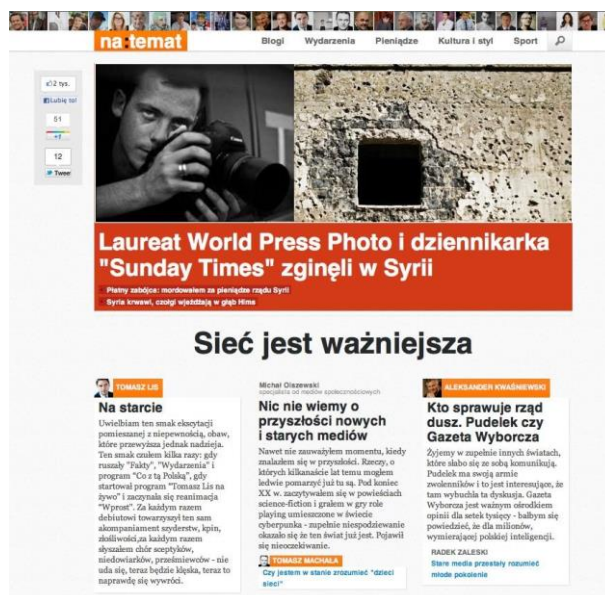 na:temat
Blogi Wydarzenia Pieniądze Kultura i styl Sport
2 tys.
Lubię to!
51
+1
12
Tweet
Laureat World Press Photo i dziennikarka
"Sunday Times" zginęli w Syrii
Płatny zabójca: mordowałem za pieniądze rządu Syrii
Syria krwawi, czołgi wjeżdżają w głąb Hims
Sieć jest ważniejsza
TOMASZ LIS
Na starcie
Uwielbiam ten smak ekscytacji
pomieszanej z niepewnością, obaw,
które przewyższa jednak nadzieja.
Ten smak czułem kilka razy: gdy
ruszały "Fakty", "Wydarzenia" i
program "Co z tą Polską", gdy
startował program "Tomasz Lis na
żywo" i zaczynała się reanimacja
"Wprost". Za każdym razem
debiutowi towarzyszył ten sam
akompaniament szyderstw, kpin,
złośliwości,za każdym razem
słyszałem chór sceptyków,
niedowiarków, prześmiewców - nie
uda się, teraz będzie klęska, teraz to
naprawdę się wywróci.
Michał Olszewski
specjalista od mediów społecznościowych
Nic nie wiemy o
przyszłości nowych
i starych mediów
Nawet nie zauważyłem momentu, kiedy
znalazłem się w przyszłości. Rzeczy, o
których kilkanaście lat temu mogłem
ledwie pomarzyć już tu są. Pod koniec
XX w. zaczytywałem się w powieściach
science-fiction i grałem w gry role
playing umieszczone w świecie
cyberpunka - zupełnie niespodziewanie
okazało się że ten świat już jest. Pojawił
się nieoczekiwanie.
TOMASZ MACHAŁA
Czy jestem w stanie zrozumieć "dzieci
sieci"
ALEKSANDER KWAŚNIEWSKI
Kto sprawuje rząd
dusz. Pudelek czy
Gazeta Wyborcza
Żyjemy w zupełnie innych światach,
które słabo się ze sobą komunikują.
Pudelek ma swoją armie
zwolenników i to jest interesujące, że
tam wybuchła ta dyskusja. Gazeta
Wyborcza jest ważnym ośrodkiem
opinii dla setek tysięcy - bałbym się
powiedzieć, że dla milionów,
wymierającej polskiej inteligencji.
RADEK ZALESKI
Stare media przestały rozumieć
młode pokolenie